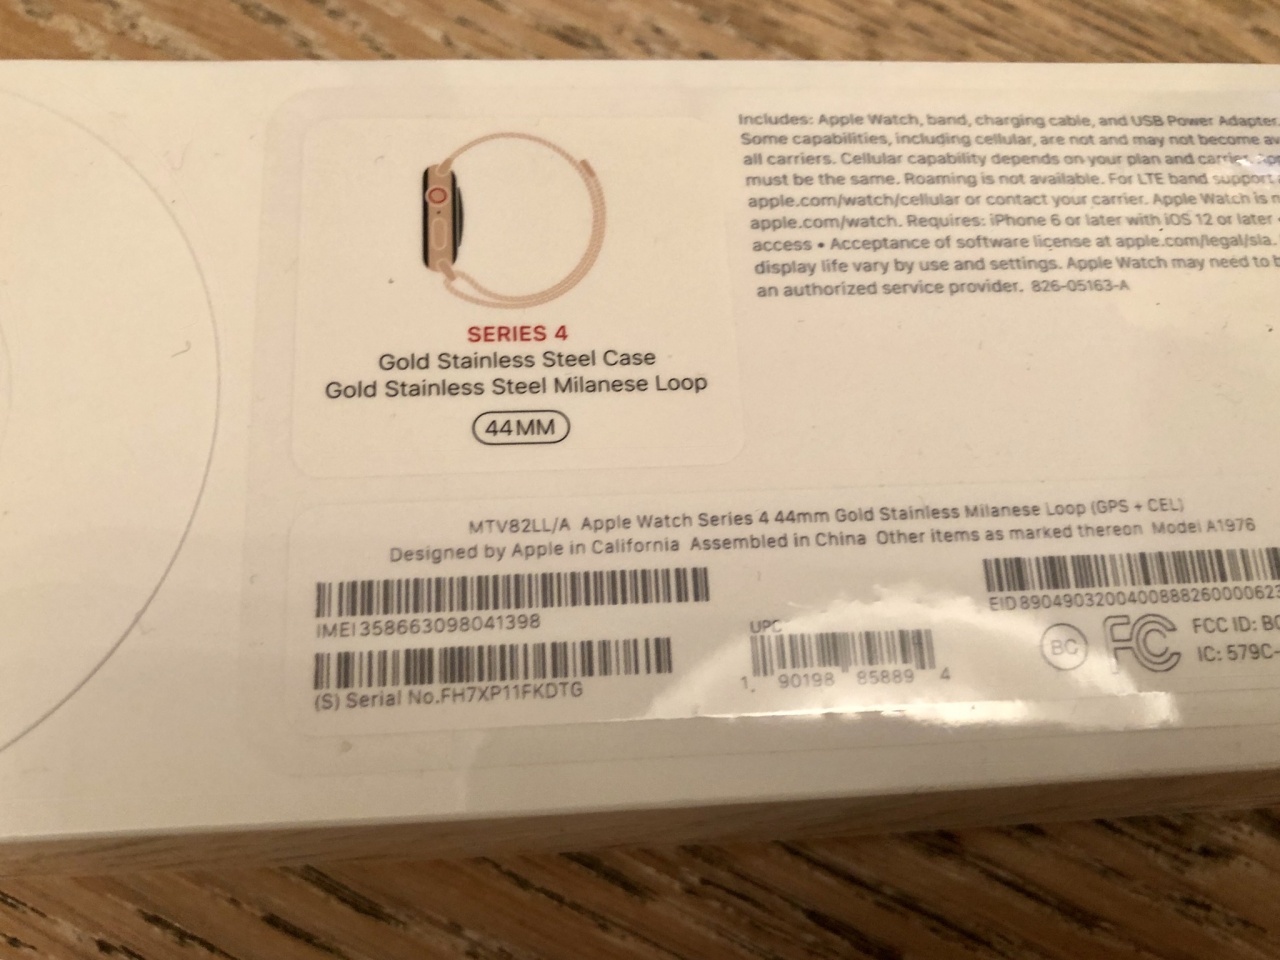 Includes: Apple Watch, band, charging cable, and USB Power Adapter.
Some capabilities, including cellular, are not and may not become
all carriers. Cellular capability depends on your plan and carrier.
must be the same. Roaming is not available. For LTE band support
apple.com/watch/cellular or contact your carrier. Apple Watch is
apple.com/watch. Requires: iPhone 6 or later with iOS 12 or later
access • Acceptance of software license at apple.com/legal/sla.
display life vary by use and settings. Apple Watch may need to
an authorized service provider. 826-05163-A
SERIES 4
Gold Stainless Steel Case
Gold Stainless Steel Milanese Loop
44MM
MTV82LL/A Apple Watch Series 4 44mm Gold Stainless Milanese Loop (GPS + CEL)
Designed by Apple in California Assembled in China Other items as marked thereon Model A1976
IMEI 358663098041398
(S) Serial No.FH7XP11FKDTG
UPC
1 90198 85889 4
EID 8904903200400888260000623
BC FC FCC ID: BC
IC: 579C-